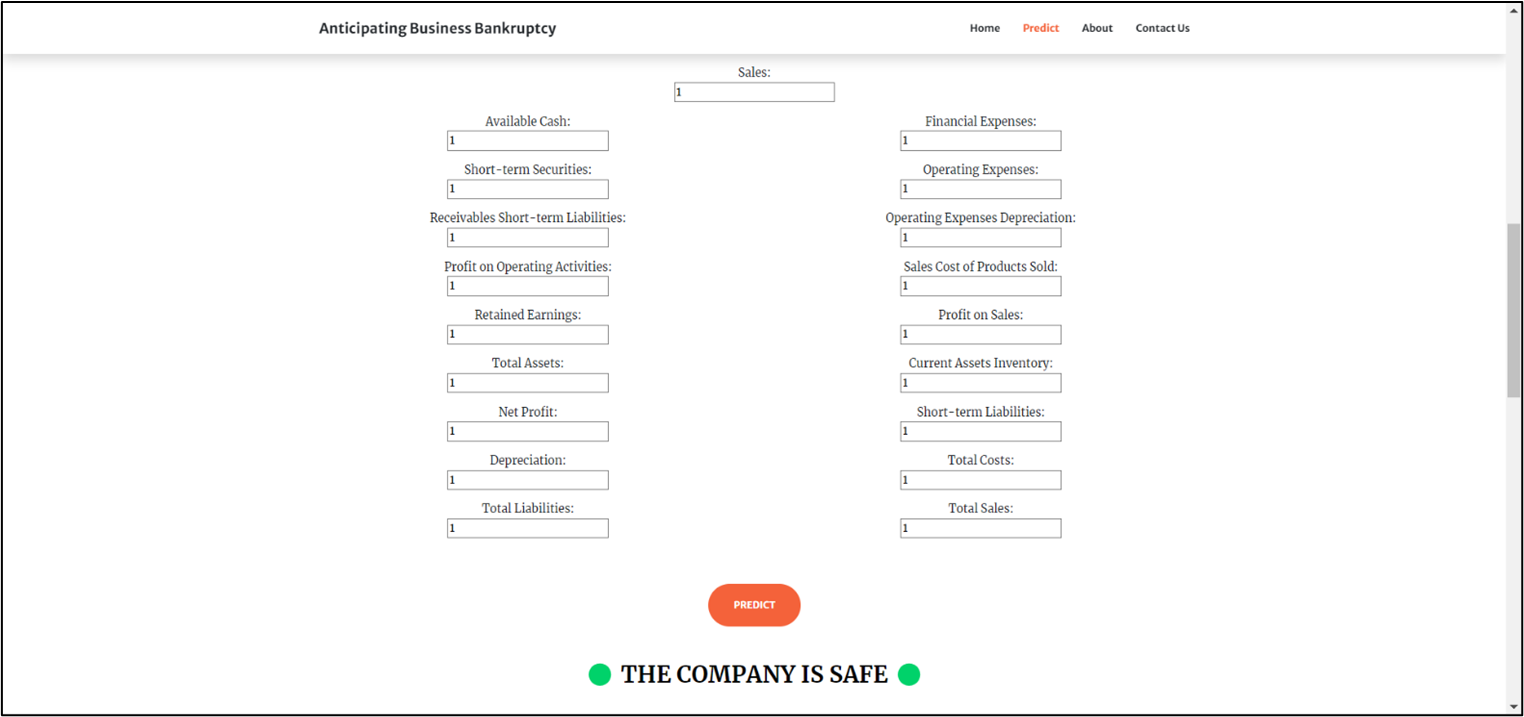 Anticipating Business Bankruptcy Home Predict About Contact Us
Sales:
1
Available Cash: Financial Expenses:
1 1
Short-term Securities: Operating Expenses:
1 1
Receivables Short-term Liabilities: Operating Expenses Depreciation:
1 1
Profit on Operating Activities: Sales Cost of Products Sold:
1 1
Retained Earnings: Profit on Sales:
1 1
Total Assets: Current Assets Inventory:
1 1
Net Profit: Short-term Liabilities:
1 1
Depreciation: Total Costs:
1 1
Total Liabilities: Total Sales:
1 1
PREDICT
THE COMPANY IS SAFE